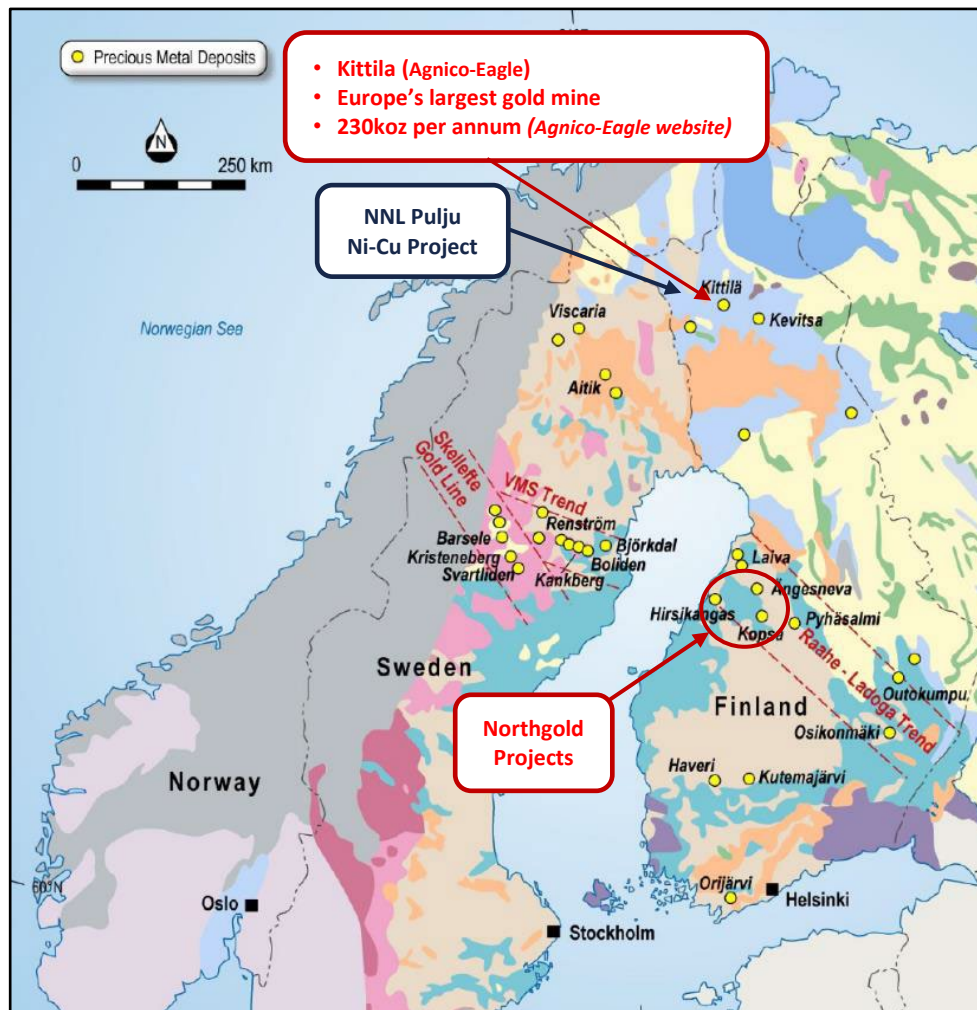 Precious Metal Deposits
• Kittila (Agnico-Eagle)
• Europe's largest gold mine
• 230koz per annum (Agnico-Eagle website)
N
0 250 km
NNL Pulju
Ni-Cu Project
Norwegian Sea
Kittilä
Kevitsa
Viscaria
Aitik
Skellefte
Gold Line
VMS Trend
Renström
Barsele
Björkdal
Kristeneberg
Boliden
Svartliden
Kankberg
Laiva
Ängesneva
Hirsikangas
Pyhäsalmi
Kopsa
Sweden
Raahe - Ladoga Trend
Outokumpu
Finland
Northgold
Projects
Osikonmäki
Norway
Haveri
Kutemajärvi
60°N
Orijärvi
Oslo
Helsinki
Stockholm